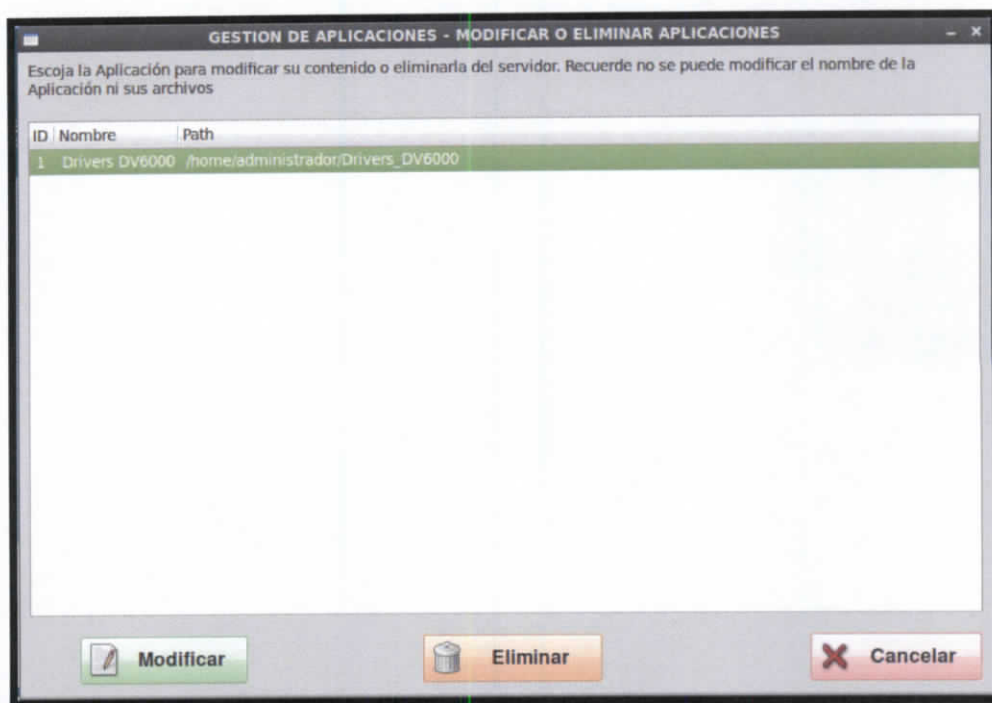 GESTION DE APLICACIONES - MODIFICAR O ELIMINAR APLICACIONES
Escoja la Aplicación para modificar su contenido o eliminarla del servidor. Recuerde no se puede modificar el nombre de la
Aplicación ni sus archivos
ID Nombre Path
1 Drivers DV6000 /home/administrador/Drivers_DV6000
Modificar Eliminar Cancelar